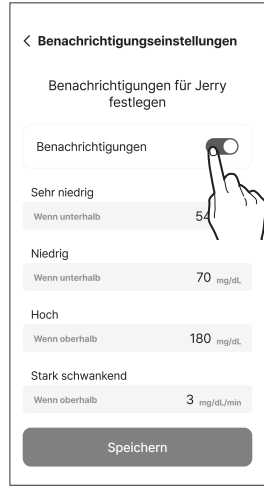 < Benachrichtigungseinstellungen
Benachrichtigungen für Jerry
festlegen
Benachrichtigungen
Sehr niedrig
Wenn unterhalb 54
Niedrig
Wenn unterhalb 70 mg/dL
Hoch
Wenn oberhalb 180 mg/dL
Stark schwankend
Wenn oberhalb 3 mg/dL/min
Speichern